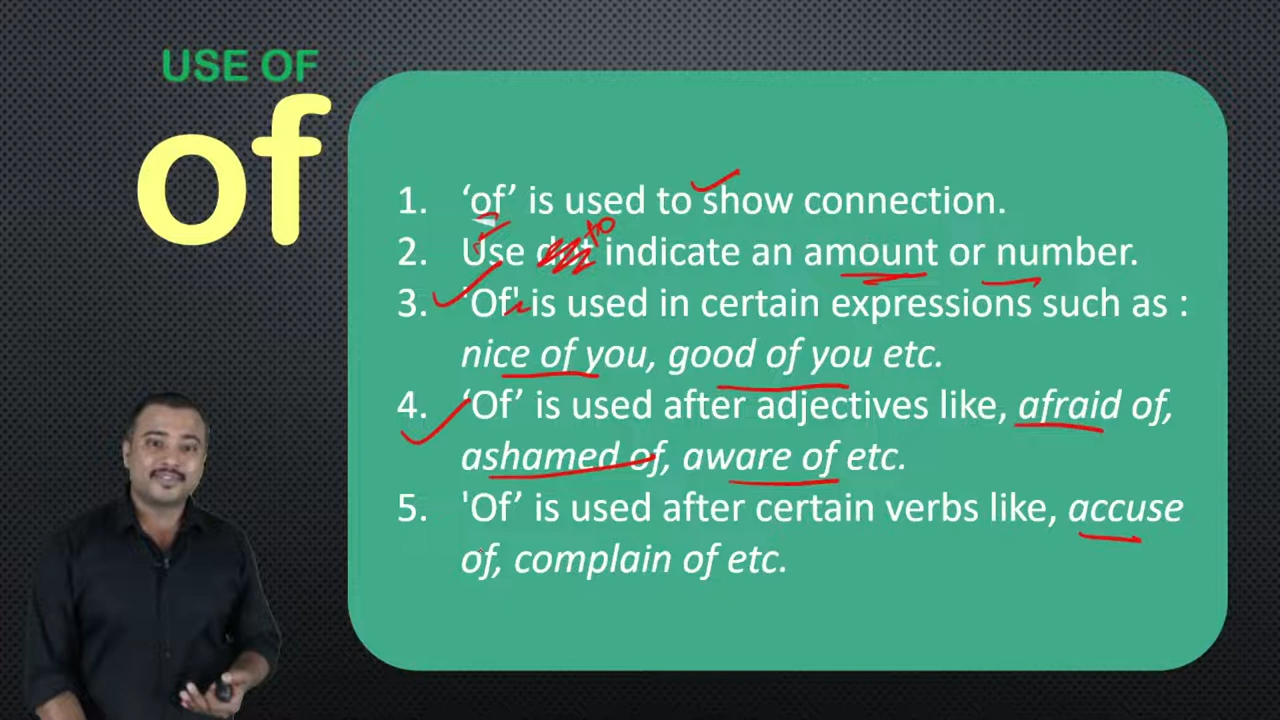 USE OF
of
1. ‘of’ is used to show connection.
2. Use to indicate an amount or number.
3. 'Of' is used in certain expressions such as :
nice of you, good of you etc.
4. ‘Of’ is used after adjectives like, afraid of,
ashamed of, aware of etc.
5. 'Of’ is used after certain verbs like, accuse
of, complain of etc.